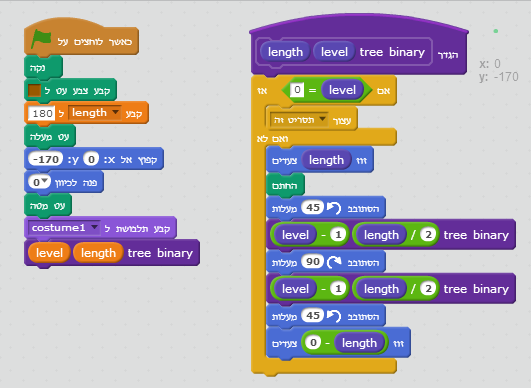 x: 0
y: -170
הגדר tree binary level length
אם level = 0 אז
עצור תסריט זה
ואם לא
זוז length צעדים
החתם
הסתובב 45 מעלות
tree binary length / 2 level - 1
הסתובב 90 מעלות
tree binary length / 2 level - 1
הסתובב 45 מעלות
זוז 0 - length צעדים
כאשר לוחצים על
נקה
קבע צבע עט ל
קבע length ל 180
עט מעלה
קפוץ אל x: 0 y: -170
פנה לכיוון 0
עט מטה
קבע תלבושת ל costume1
tree binary length level